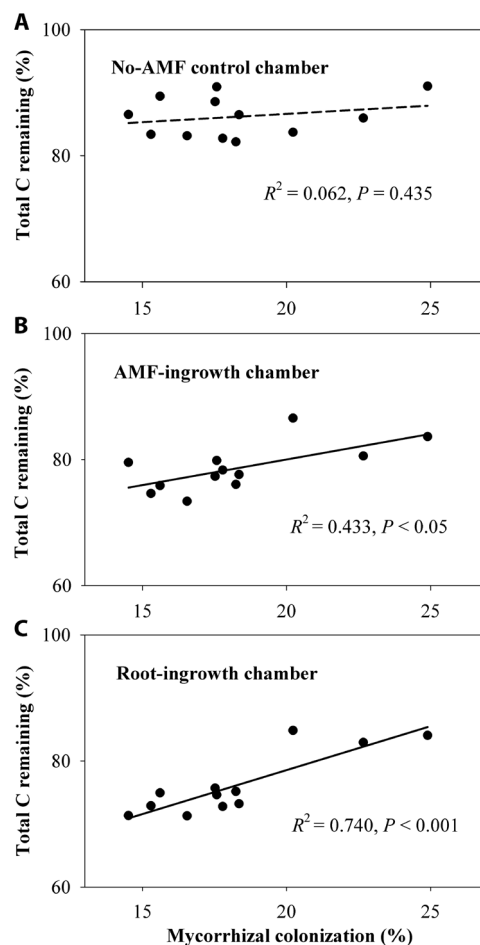 A
100
No-AMF control chamber
80
R² = 0.062, P = 0.435
60
15 20 25
Total C remaining (%)
B
100
AMF-ingrowth chamber
80
R² = 0.433, P < 0.05
60
15 20 25
Total C remaining (%)
C
100
Root-ingrowth chamber
80
R² = 0.740, P < 0.001
60
15 20 25
Total C remaining (%)
Mycorrhizal colonization (%)